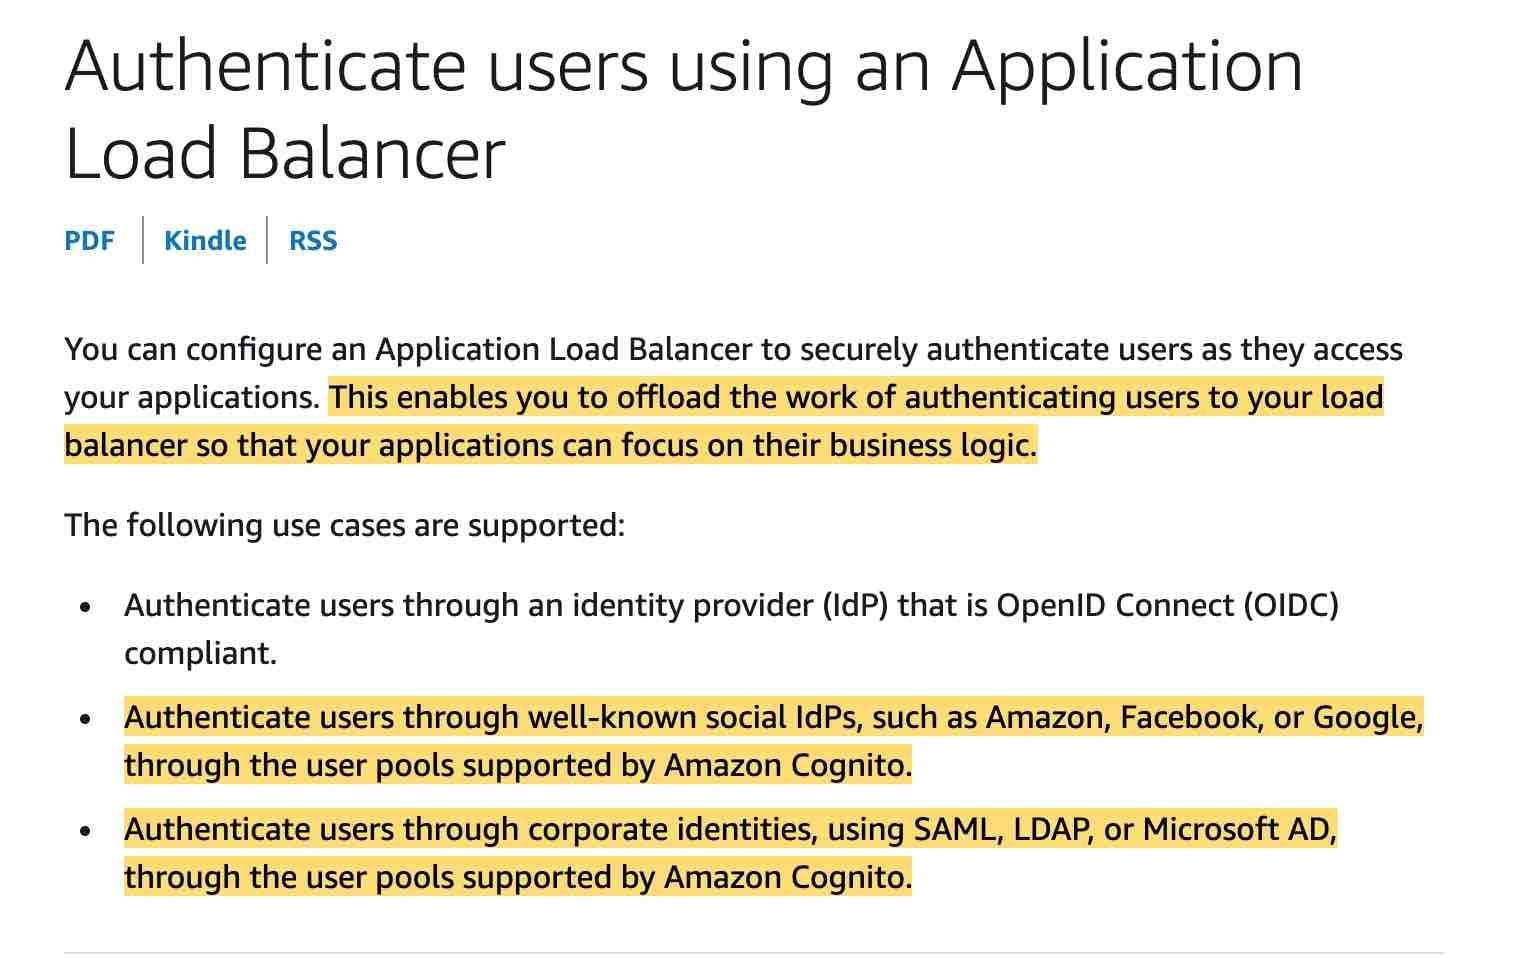 Authenticate users using an Application
Load Balancer
PDF
Kindle
RSS
You can configure an Application Load Balancer to securely authenticate users as they access
your applications. This enables you to offload the work of authenticating users to your load
balancer so that your applications can focus on their business logic.
The following use cases are supported:
• Authenticate users through an identity provider (IdP) that is OpenID Connect (OIDC)
compliant.
• Authenticate users through well-known social IdPs, such as Amazon, Facebook, or Google,
through the user pools supported by Amazon Cognito.
• Authenticate users through corporate identities, using SAML, LDAP, or Microsoft AD,
through the user pools supported by Amazon Cognito.